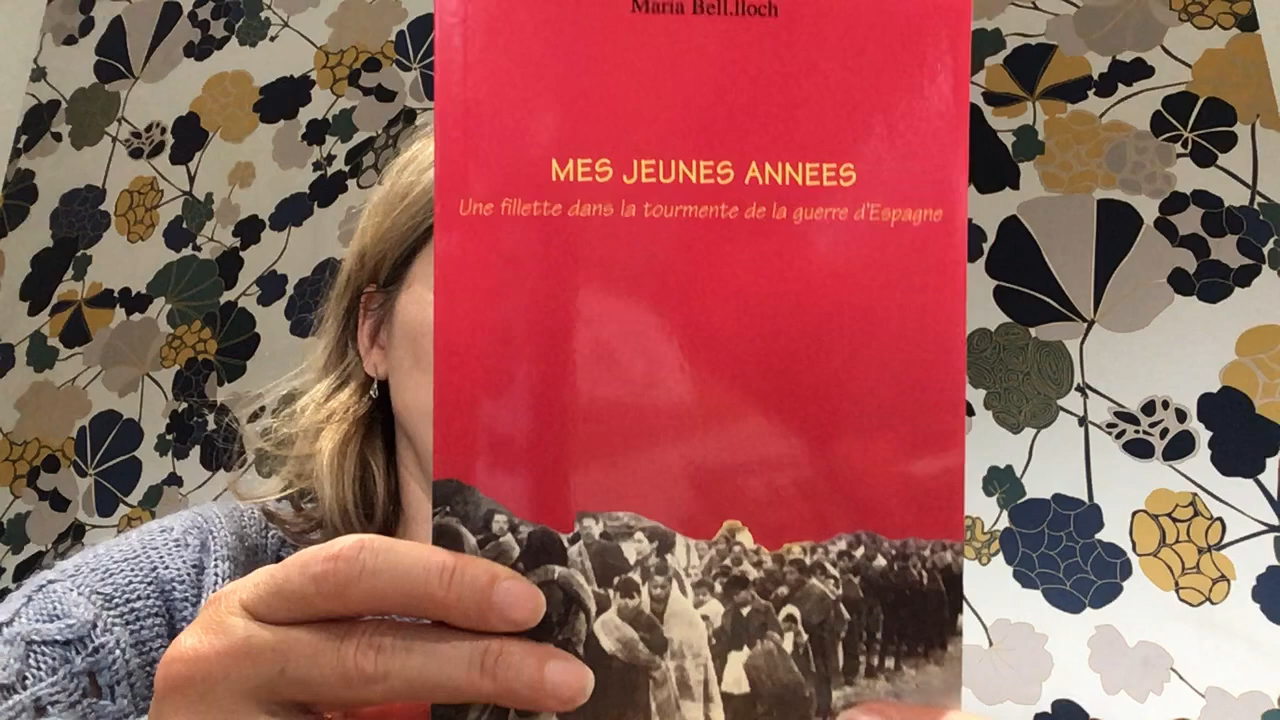 Maria Bell.lloch
MES JEUNES ANNEES
Une fillette dans la tourmente de la guerre d'Espagne